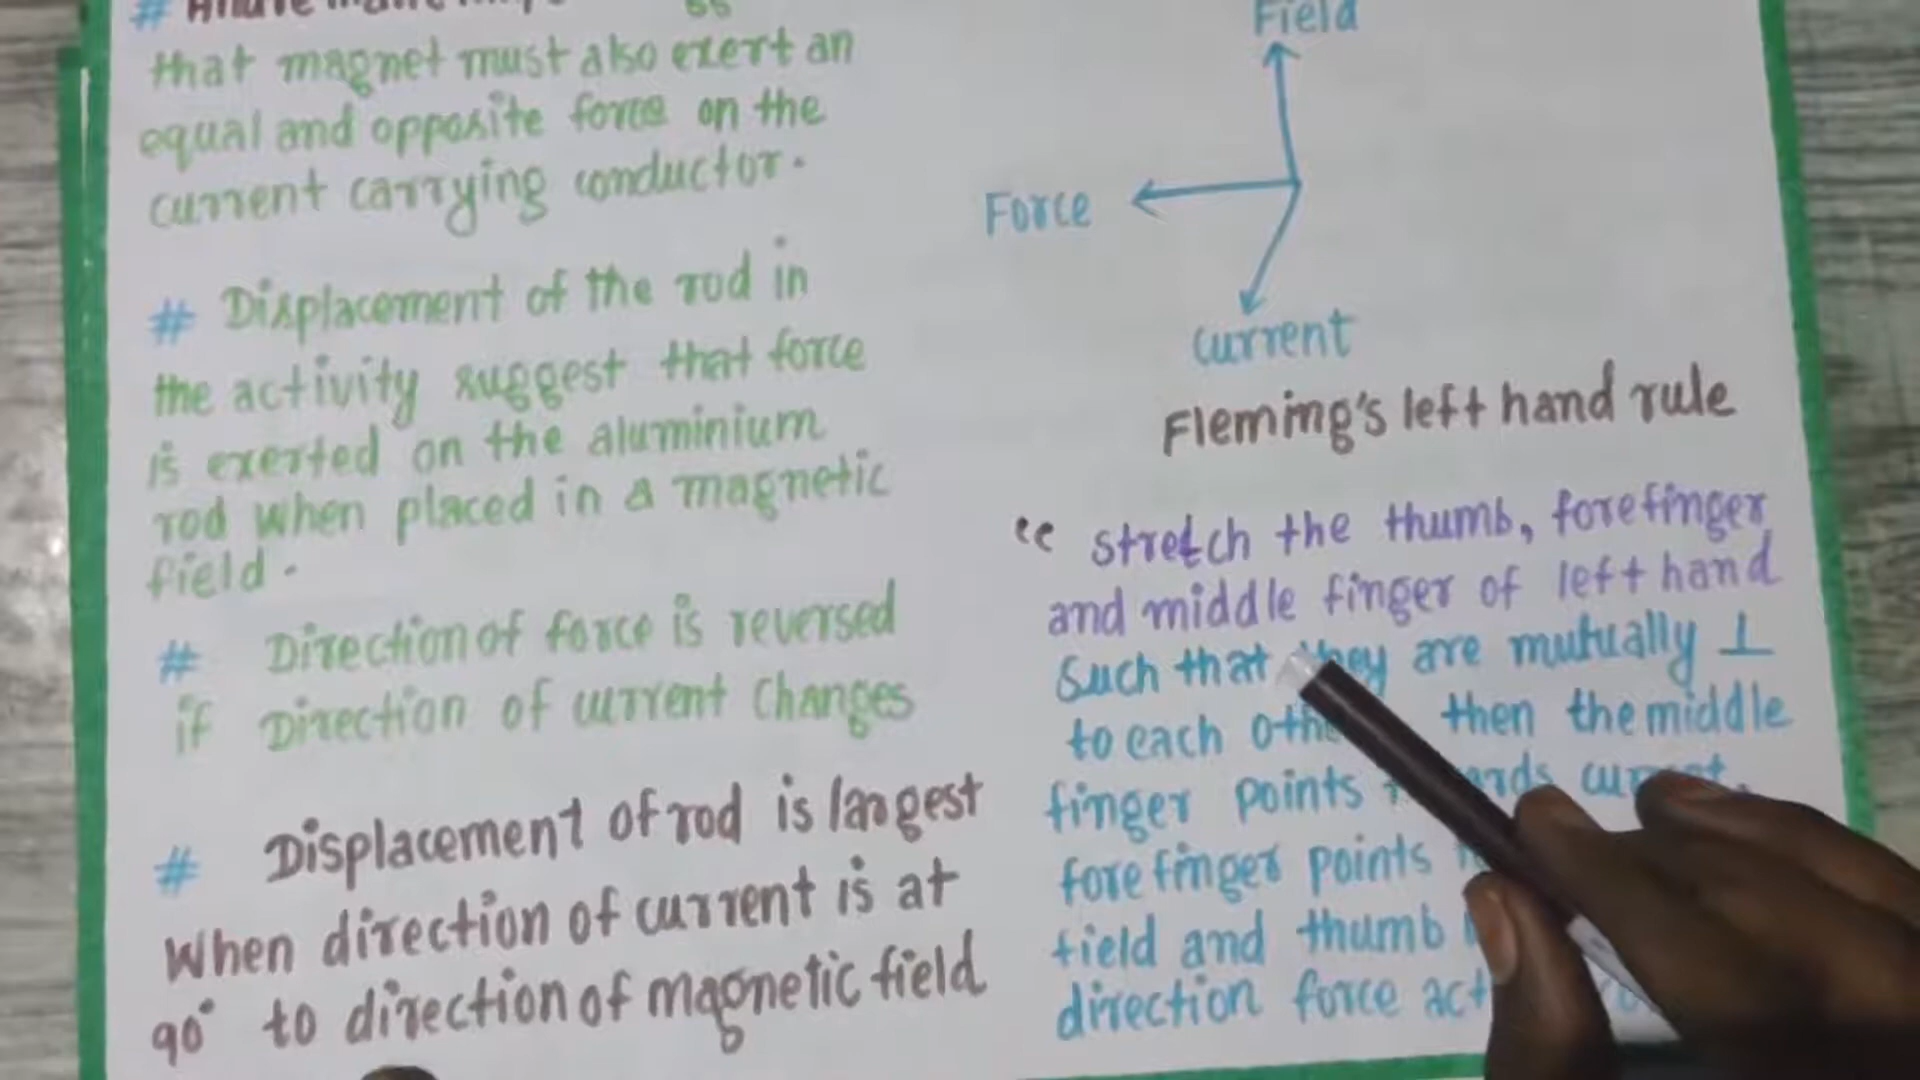 #
that magnet must also exert an
equal and opposite force on the
current carrying conductor.
# Displacement of the rod in
the activity suggest that force
is exerted on the aluminium
rod when placed in a magnetic
field.
# Direction of force is reversed
if Direction of current Changes
# Displacement of rod is largest
When direction of current is at
90° to direction of magnetic field
Field
Force
Current
Fleming's left hand rule
“ stretch the thumb, forefinger
and middle finger of left hand
Such that they are mutually ⊥
to each then the middle
finger points current,
forefinger points
field and thumb
direction force